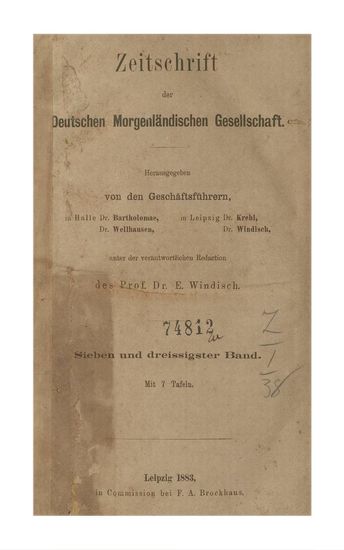 Zeitschrift
der
Deutschen Morgenländischen Gesellschaft.
Herausgegeben
von den Geschäftsführern,
in Halle Dr. Bartholomae, in Leipzig Dr. Krehl,
Dr. Wellhausen, Dr. Windisch,
unter der verantwortlichen Redaction
des Prof. Dr. E. Windisch.
74812
Sieben und dreissigster Band.
Mit 7 Tafeln.
Z
1
38
Leipzig 1883,
in Commission bei F. A. Brockhaus.